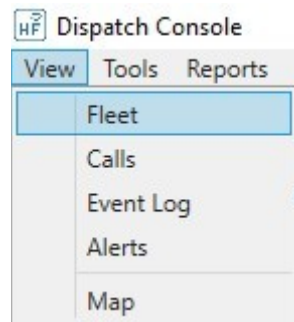 HF Dispatch Console
View Tools Reports
Fleet
Calls
Event Log
Alerts
Map